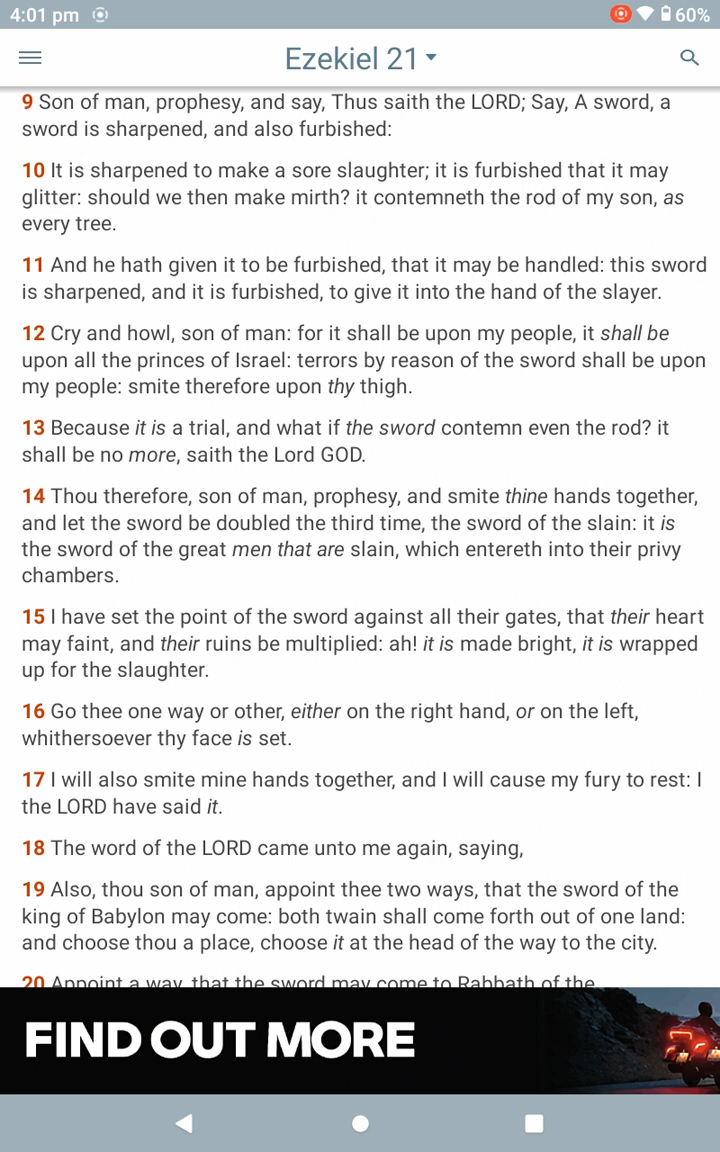 4:01 pm
60%
Ezekiel 21
9 Son of man, prophesy, and say, Thus saith the LORD; Say, A sword, a
sword is sharpened, and also furbished:
10 It is sharpened to make a sore slaughter; it is furbished that it may
glitter: should we then make mirth? it contemneth the rod of my son, as
every tree.
11 And he hath given it to be furbished, that it may be handled: this sword
is sharpened, and it is furbished, to give it into the hand of the slayer.
12 Cry and howl, son of man: for it shall be upon my people, it shall be
upon all the princes of Israel: terrors by reason of the sword shall be upon
my people: smite therefore upon thy thigh.
13 Because it is a trial, and what if the sword contemn even the rod? it
shall be no more, saith the Lord GOD.
14 Thou therefore, son of man, prophesy, and smite thine hands together,
and let the sword be doubled the third time, the sword of the slain: it is
the sword of the great men that are slain, which entereth into their privy
chambers.
15 I have set the point of the sword against all their gates, that their heart
may faint, and their ruins be multiplied: ah! it is made bright, it is wrapped
up for the slaughter.
16 Go thee one way or other, either on the right hand, or on the left,
whithersoever thy face is set.
17 I will also smite mine hands together, and I will cause my fury to rest: I
the LORD have said it.
18 The word of the LORD came unto me again, saying,
19 Also, thou son of man, appoint thee two ways, that the sword of the
king of Babylon may come: both twain shall come forth out of one land:
and choose thou a place, choose it at the head of the way to the city.
20 Appoint a way, that the sword may come to Rabbath of the
FIND OUT MORE